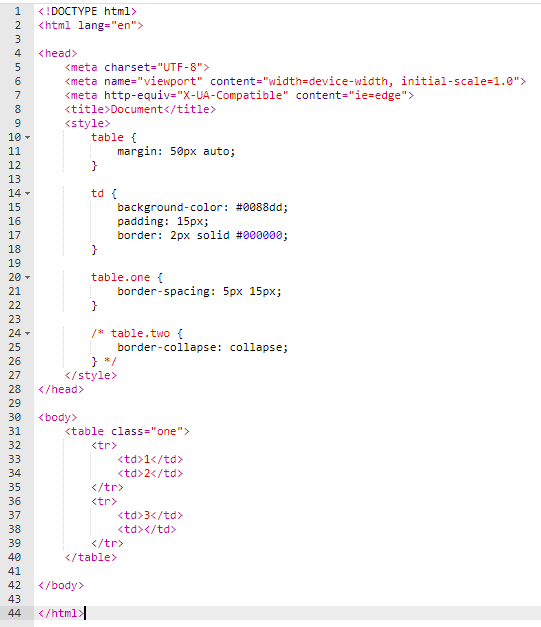 1 <!DOCTYPE html>
2 <html lang="en">
3
4 <head>
5 <meta charset="UTF-8">
6 <meta name="viewport" content="width=device-width, initial-scale=1.0">
7 <meta http-equiv="X-UA-Compatible" content="ie=edge">
8 <title>Document</title>
9 <style>
10 table {
11 margin: 50px auto;
12 }
13
14 td {
15 background-color: #0088dd;
16 padding: 15px;
17 border: 2px solid #000000;
18 }
19
20 table.one {
21 border-spacing: 5px 15px;
22 }
23
24 /* table.two {
25 border-collapse: collapse;
26 } */
27 </style>
28 </head>
29
30 <body>
31 <table class="one">
32 <tr>
33 <td>1</td>
34 <td>2</td>
35 </tr>
36 <tr>
37 <td>3</td>
38 <td></td>
39 </tr>
40 </table>
41
42 </body>
43
44 </html>